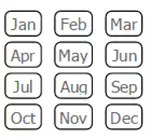 Jan Feb Mar
Apr May Jun
Jul Aug Sep
Oct Nov Dec